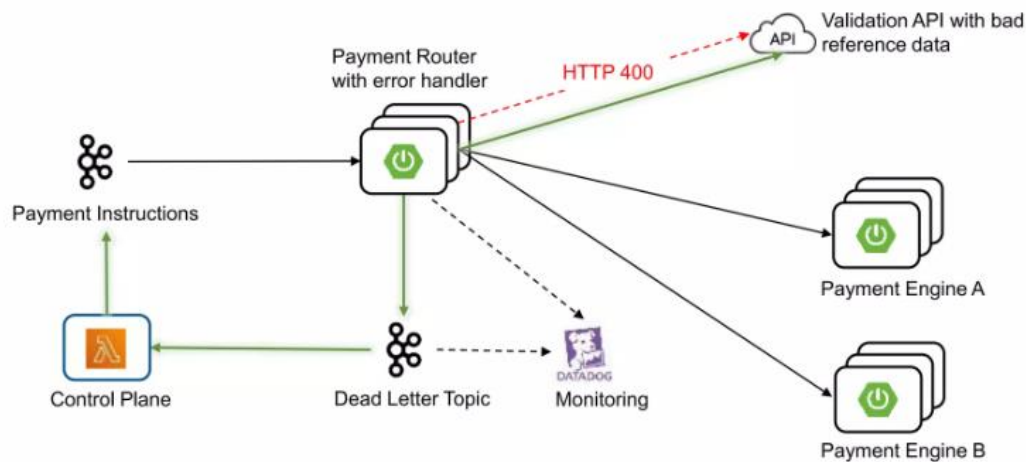 Validation API with bad
reference data
API
Payment Router
with error handler
HTTP 400
Payment Instructions
Payment Engine A
Control Plane
Dead Letter Topic
DATADOG
Monitoring
Payment Engine B